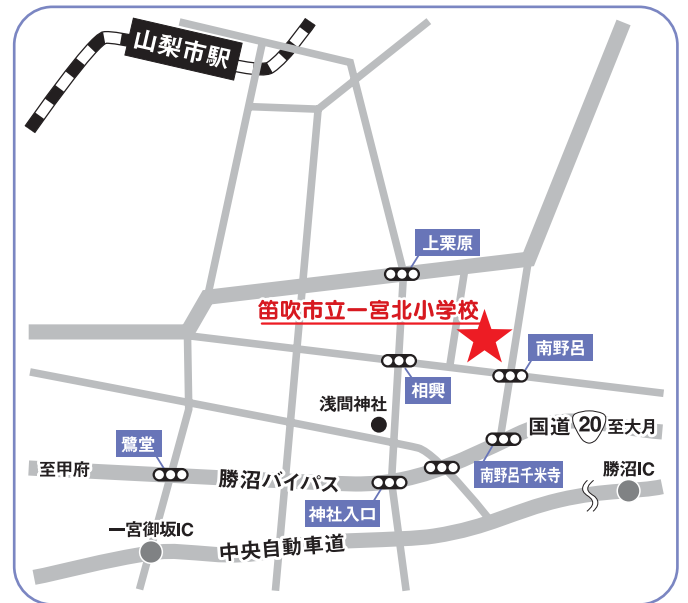 山梨市駅
上栗原
笛吹市立一宮北小学校
南野呂
相興
浅間神社
国道 20 至大月
鷺堂
至甲府
勝沼バイパス
南野呂千米寺
勝沼IC
神社入口
一宮御坂IC
中央自動車道